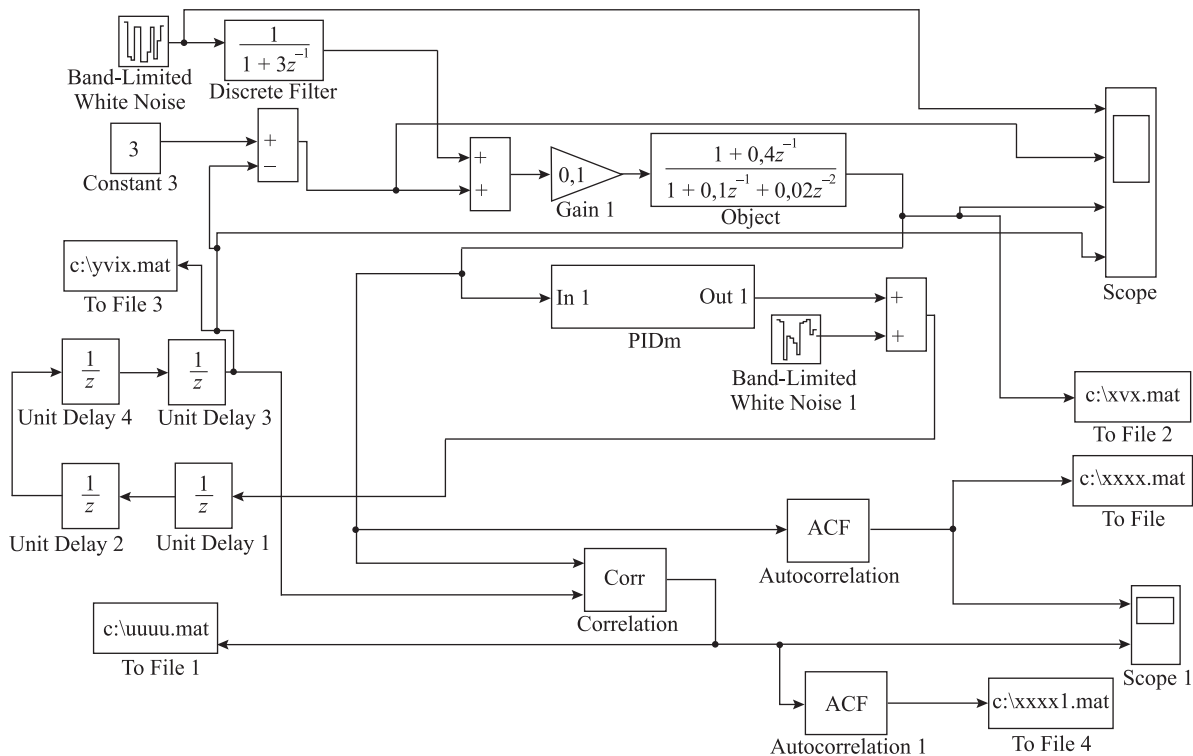 1
1 + 3z⁻¹
Band-Limited
White Noise
Discrete Filter
3
Constant 3
+
−
+
+
0,1
Gain 1
1 + 0,4z⁻¹
1 + 0,1z⁻¹ + 0,02z⁻²
Object
Scope
c:\yvix.mat
To File 3
In 1
Out 1
PIDm
+
+
Band-Limited
White Noise 1
1
z
Unit Delay 4
1
z
Unit Delay 3
c:\xvx.mat
To File 2
1
z
Unit Delay 2
1
z
Unit Delay 1
c:\xxxx.mat
To File
ACF
Autocorrelation
Corr
Correlation
c:\uuuu.mat
To File 1
Scope 1
ACF
Autocorrelation 1
c:\xxxx1.mat
To File 4